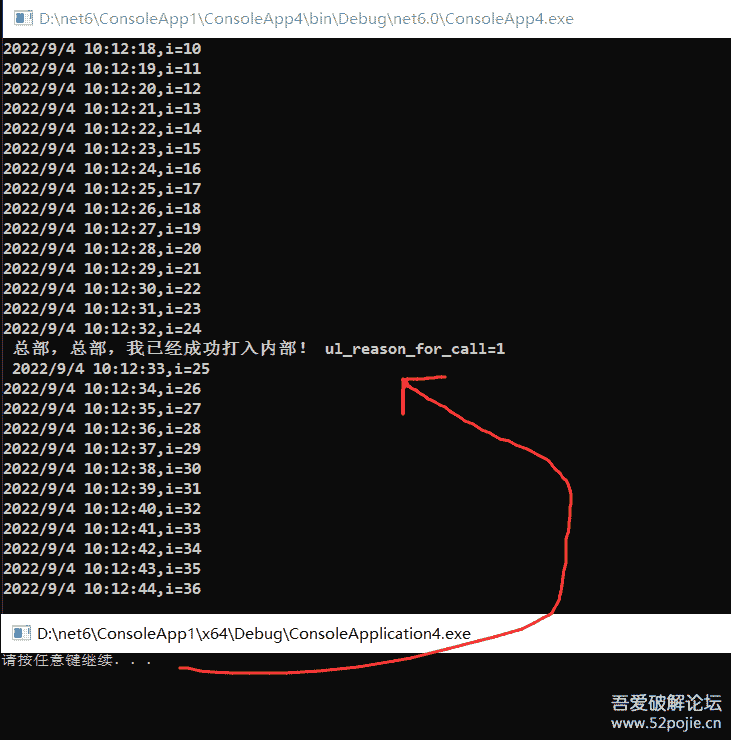 D:\net6\ConsoleApp1\ConsoleApp4\bin\Debug\net6.0\ConsoleApp4.exe
2022/9/4 10:12:18,i=10
2022/9/4 10:12:19,i=11
2022/9/4 10:12:20,i=12
2022/9/4 10:12:21,i=13
2022/9/4 10:12:22,i=14
2022/9/4 10:12:23,i=15
2022/9/4 10:12:24,i=16
2022/9/4 10:12:25,i=17
2022/9/4 10:12:26,i=18
2022/9/4 10:12:27,i=19
2022/9/4 10:12:28,i=20
2022/9/4 10:12:29,i=21
2022/9/4 10:12:30,i=22
2022/9/4 10:12:31,i=23
2022/9/4 10:12:32,i=24
总部，总部，我已经成功打入内部！ ul_reason_for_call=1
2022/9/4 10:12:33,i=25
2022/9/4 10:12:34,i=26
2022/9/4 10:12:35,i=27
2022/9/4 10:12:36,i=28
2022/9/4 10:12:37,i=29
2022/9/4 10:12:38,i=30
2022/9/4 10:12:39,i=31
2022/9/4 10:12:40,i=32
2022/9/4 10:12:41,i=33
2022/9/4 10:12:42,i=34
2022/9/4 10:12:43,i=35
2022/9/4 10:12:44,i=36
D:\net6\ConsoleApp1\x64\Debug\ConsoleApplication4.exe
请按任意键继续. . .
吾爱破解论坛
www.52pojie.cn